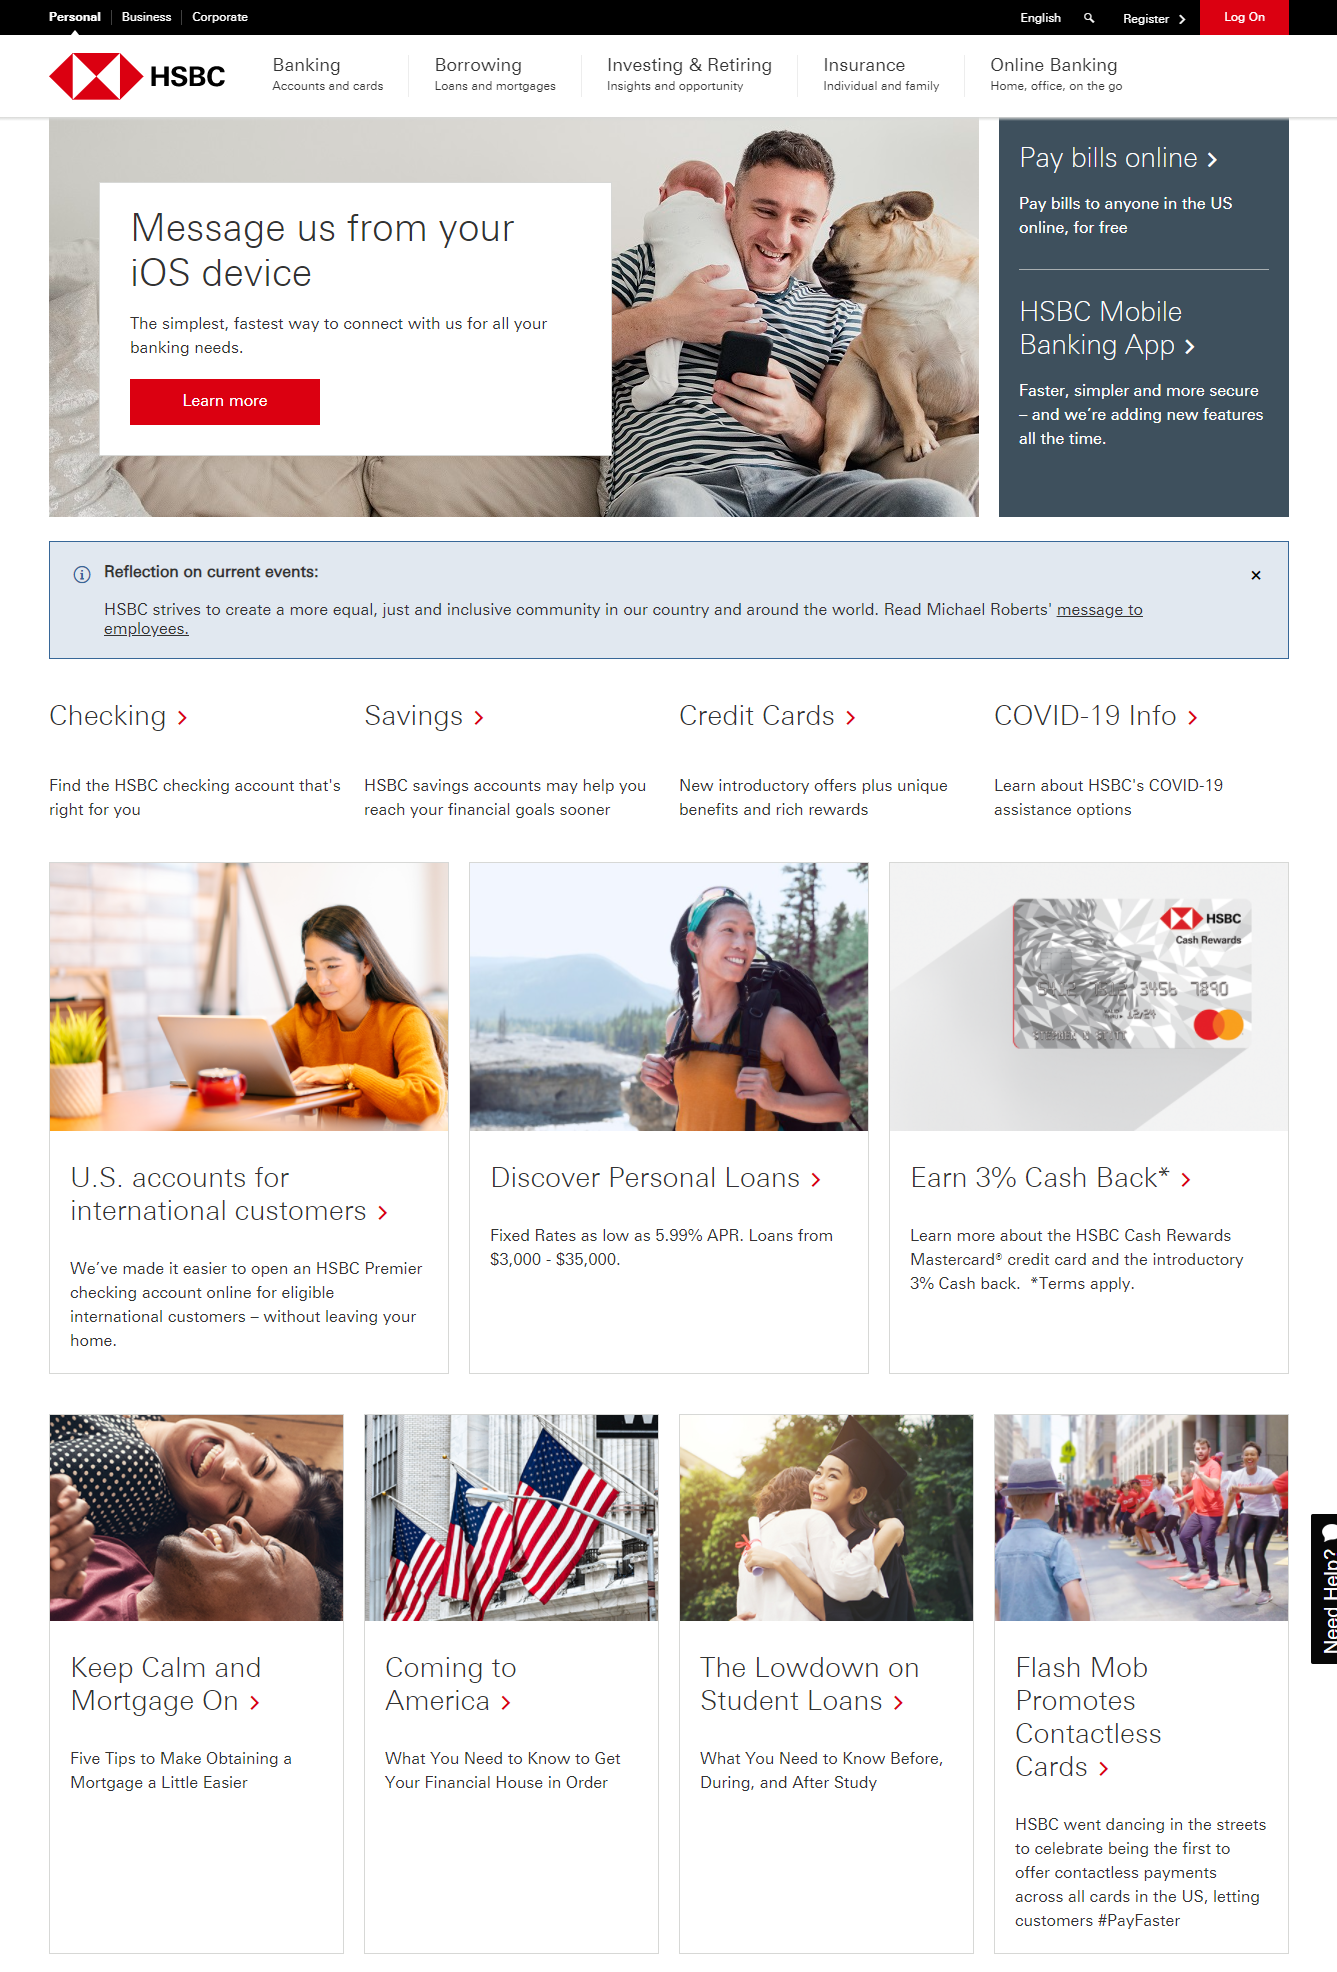 Personal
Business
Corporate
English
Register
Log On
HSBC
Banking
Accounts and cards
Borrowing
Loans and mortgages
Investing & Retiring
Insights and opportunity
Insurance
Individual and family
Online Banking
Home, office, on the go
Message us from your
iOS device
The simplest, fastest way to connect with us for all your
banking needs.
Learn more
Pay bills online
Pay bills to anyone in the US
online, for free
HSBC Mobile
Banking App
Faster, simpler and more secure
– and we’re adding new features
all the time.
Reflection on current events:
HSBC strives to create a more equal, just and inclusive community in our country and around the world. Read Michael Roberts' message to
employees.
Checking
Find the HSBC checking account that's
right for you
Savings
HSBC savings accounts may help you
reach your financial goals sooner
Credit Cards
New introductory offers plus unique
benefits and rich rewards
COVID-19 Info
Learn about HSBC's COVID-19
assistance options
HSBC
Cash Rewards
5412 7512 3456 7890
12/24
U.S. accounts for
international customers
We’ve made it easier to open an HSBC Premier
checking account online for eligible
international customers – without leaving your
home.
Discover Personal Loans
Fixed Rates as low as 5.99% APR. Loans from
$3,000 - $35,000.
Earn 3% Cash Back*
Learn more about the HSBC Cash Rewards
Mastercard® credit card and the introductory
3% Cash back. *Terms apply.
W
Need Help?
Keep Calm and
Mortgage On
Five Tips to Make Obtaining a
Mortgage a Little Easier
Coming to
America
What You Need to Know to Get
Your Financial House in Order
The Lowdown on
Student Loans
What You Need to Know Before,
During, and After Study
Flash Mob
Promotes
Contactless
Cards
HSBC went dancing in the streets
to celebrate being the first to
offer contactless payments
across all cards in the US, letting
customers #PayFaster